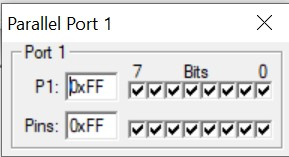 Parallel Port 1
Port 1
7 Bits 0
P1: 0xFF
Pins: 0xFF